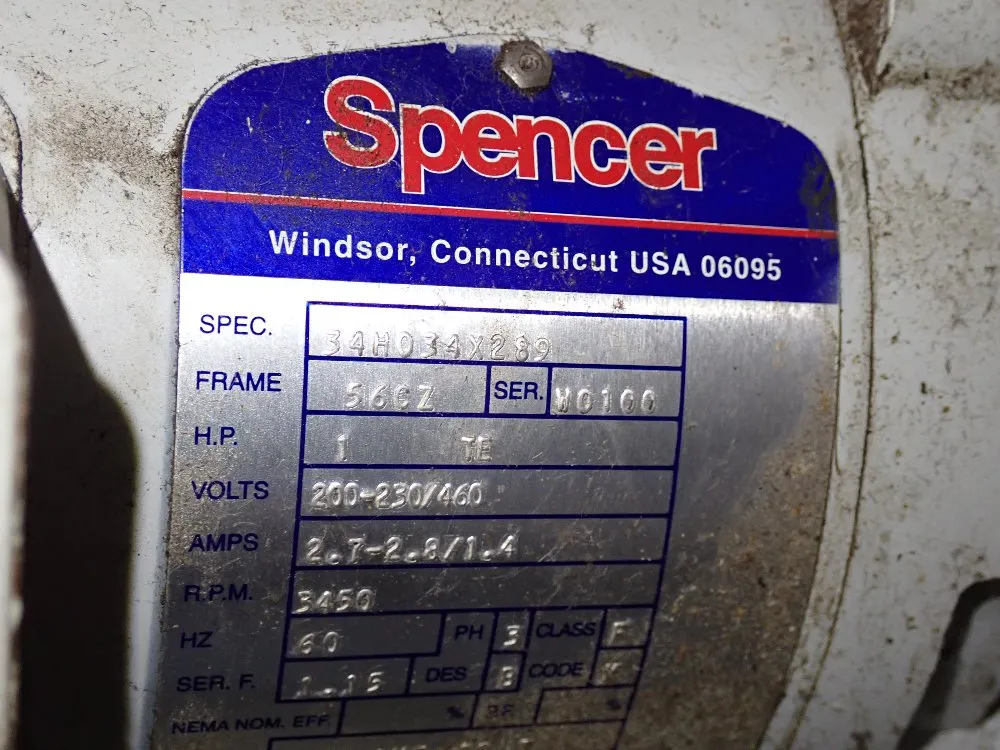 Spencer
Windsor, Connecticut USA 06095
SPEC. 34H034X289
FRAME 56CZ SER. W0100
H.P. 1 TE
VOLTS 200-230/460
AMPS 2.7-2.8/1.4
R.P.M. 3450
HZ 60 PH 3 CLASS F
SER. F. 1.15 DES B CODE K
NEMA NOM. EFF. % %